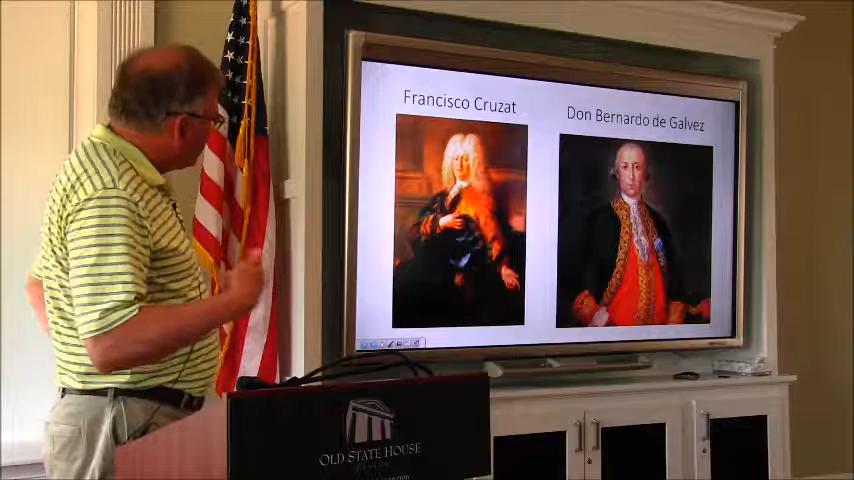 Francisco Cruzat
Don Bernardo de Galvez
OLD STATE HOUSE